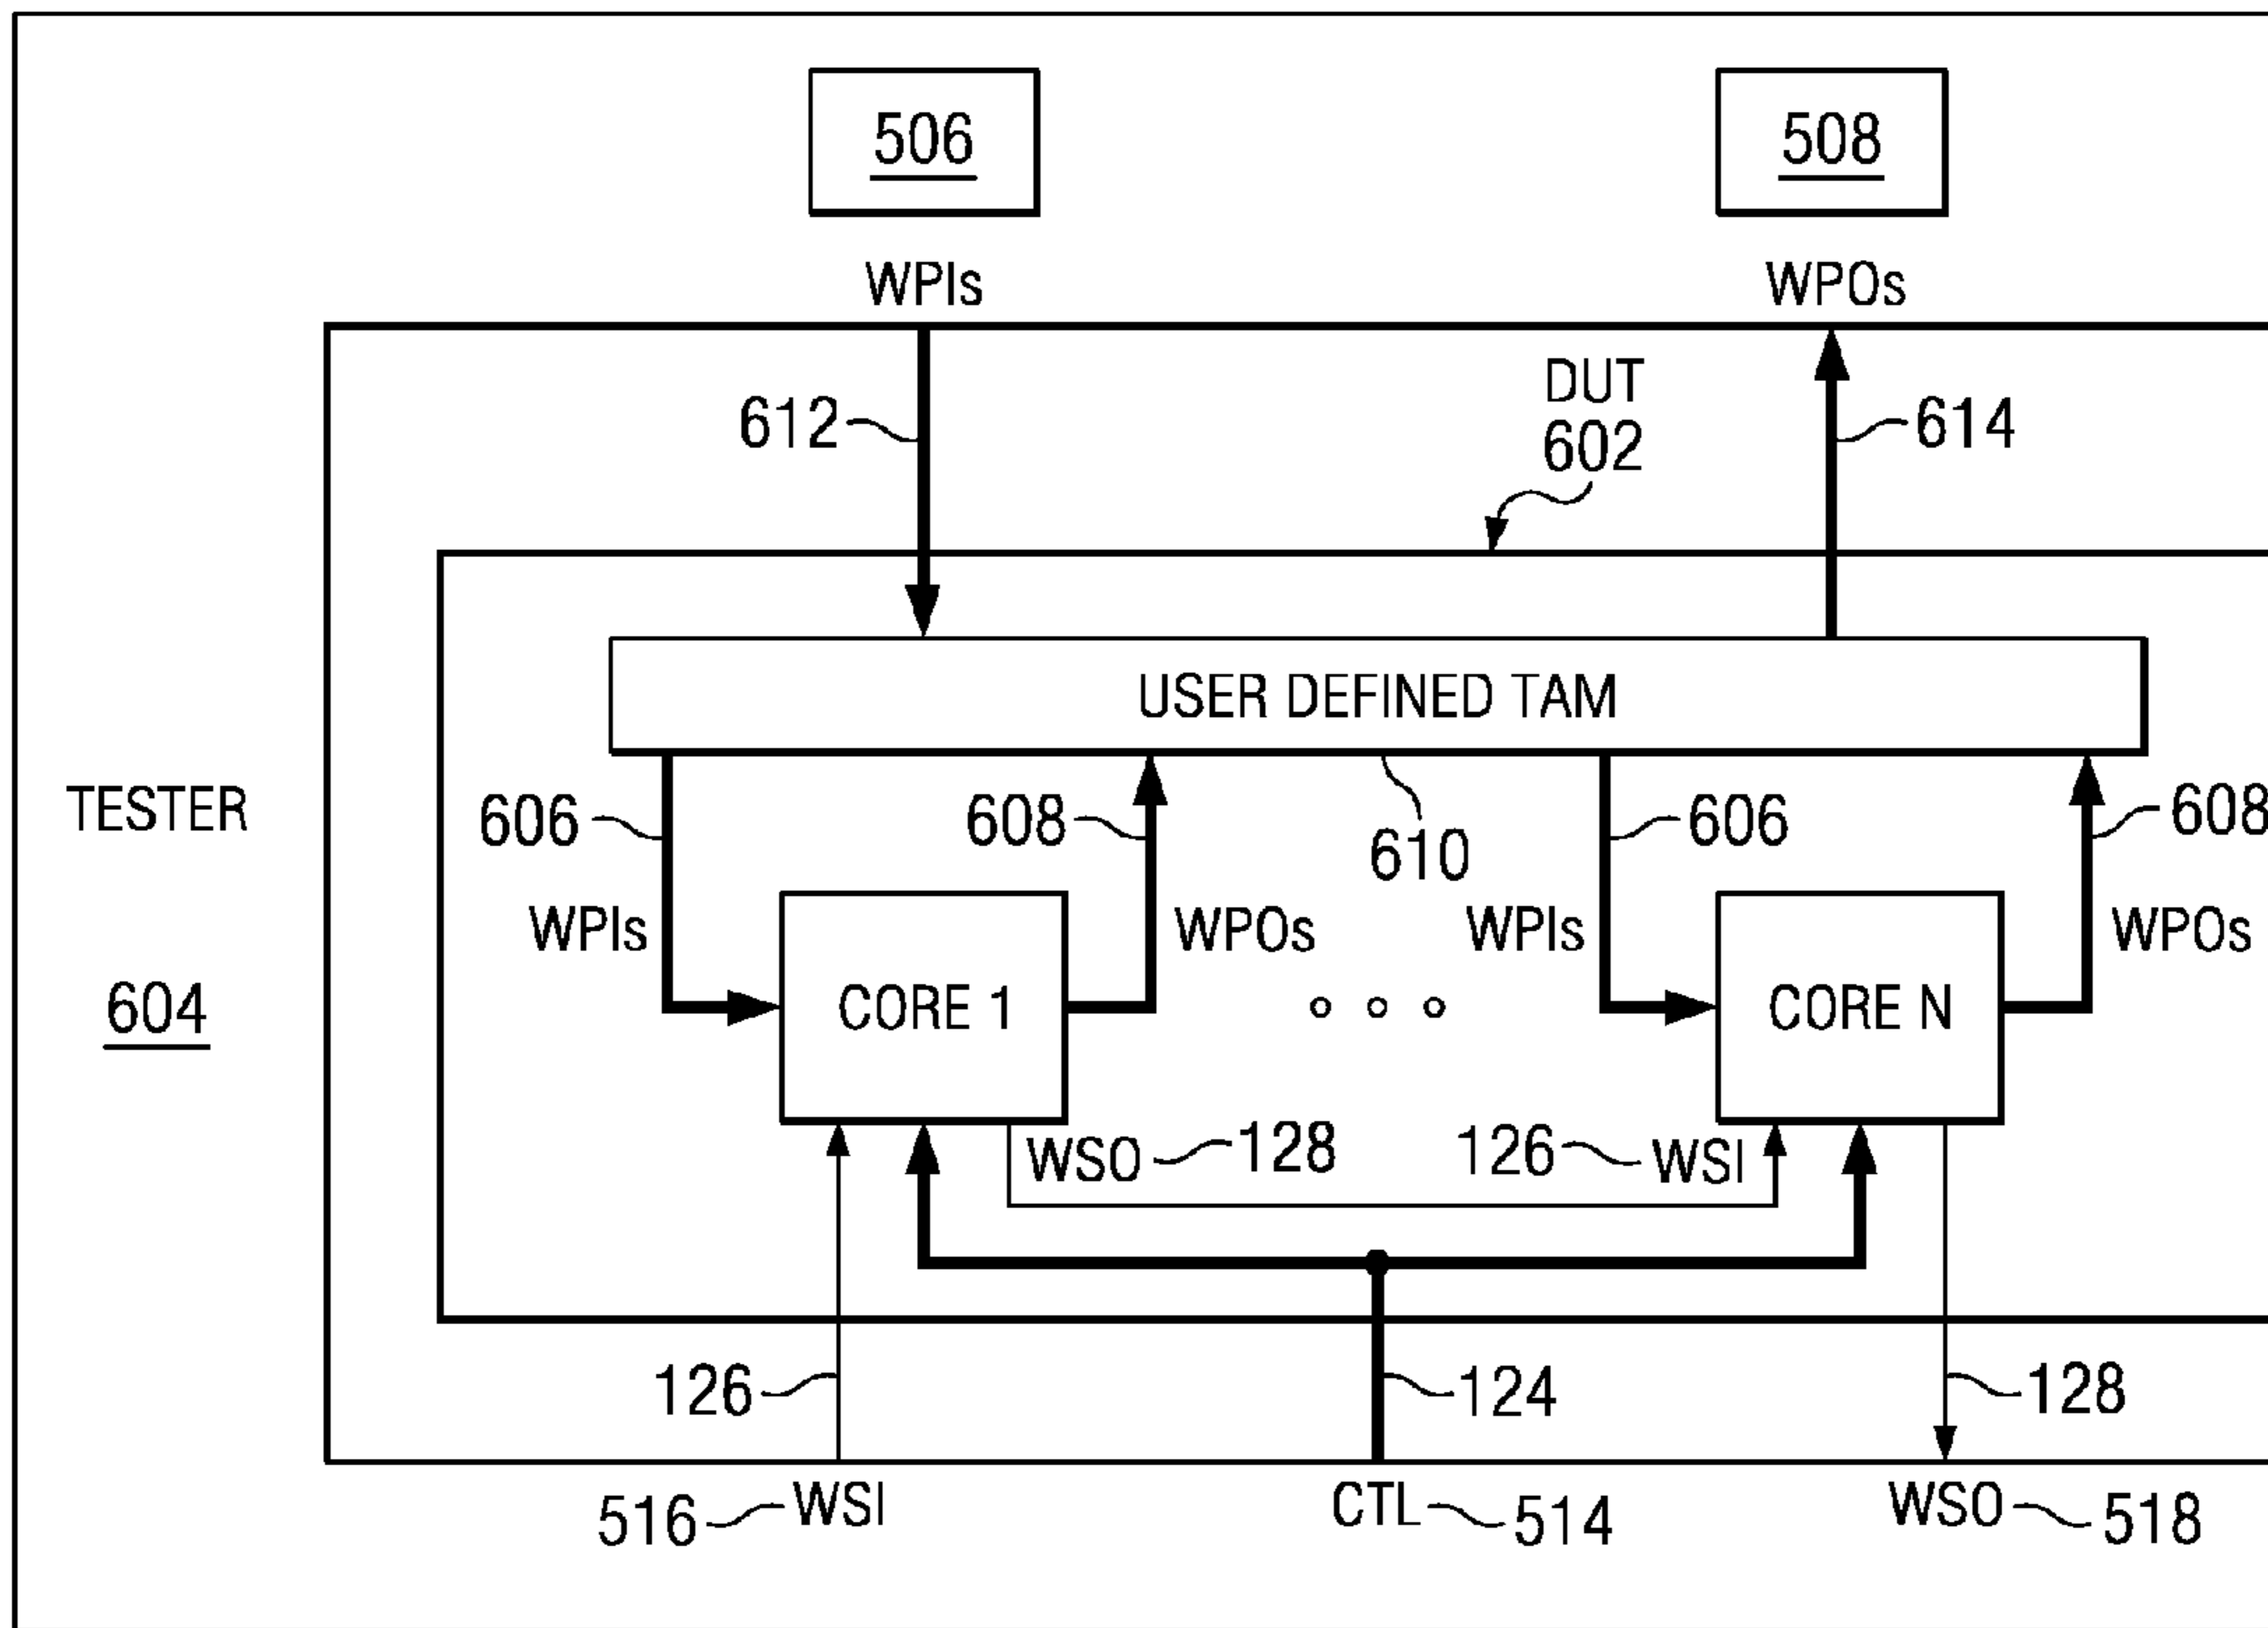 506
508
WPIs
WPOs
DUT
602
612
614
USER DEFINED TAM
TESTER
606
608
610
606
608
WPIs
WPOs
WPIs
WPOs
604
CORE 1
CORE N
WSO
128
126
WSI
126
124
128
516
WSI
CTL
514
WSO
518